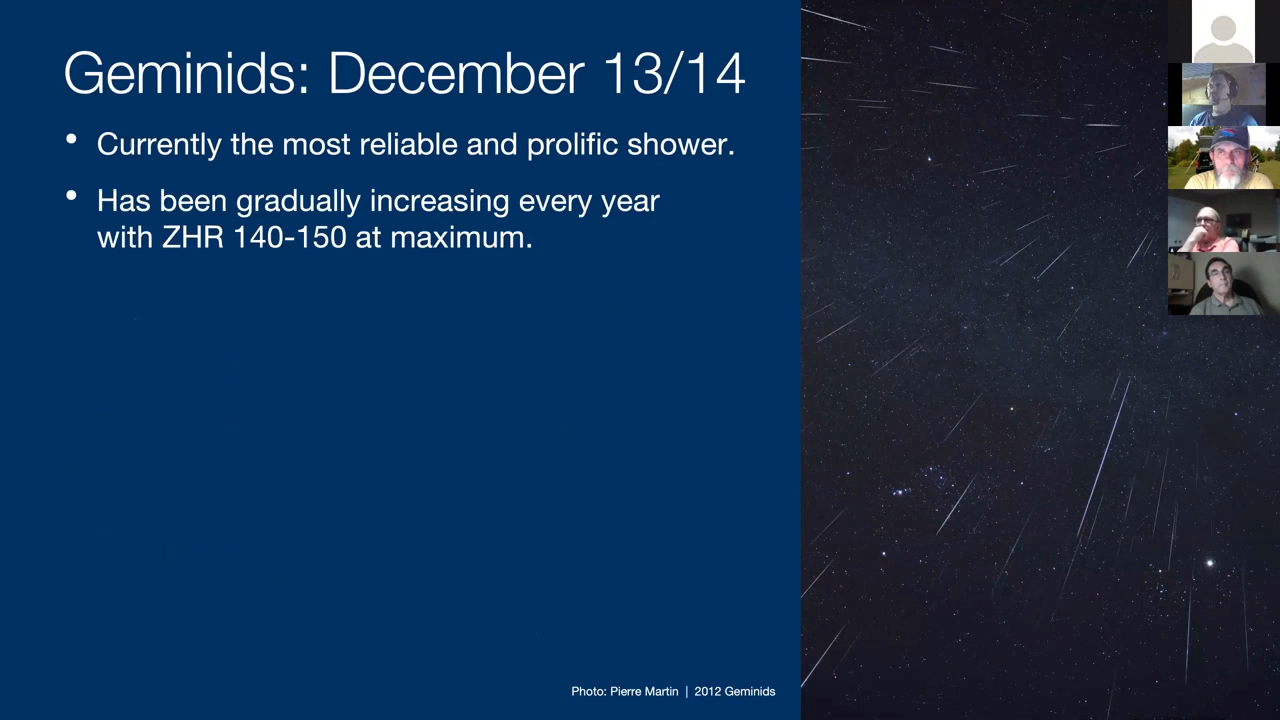 Geminids: December 13/14
• Currently the most reliable and prolific shower.
• Has been gradually increasing every year
with ZHR 140-150 at maximum.
Photo: Pierre Martin | 2012 Geminids